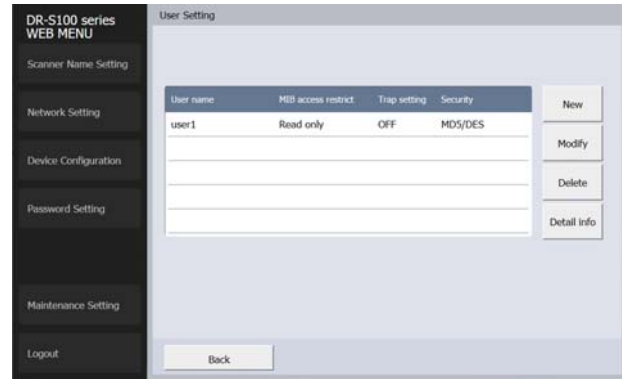 DR-S100 series
WEB MENU
Scanner Name Setting
Network Setting
Device Configuration
Password Setting
Maintenance Setting
Logout
User Setting
User name MIB access restrict Trap setting Security
user1 Read only OFF MD5/DES
New
Modify
Delete
Detail info
Back